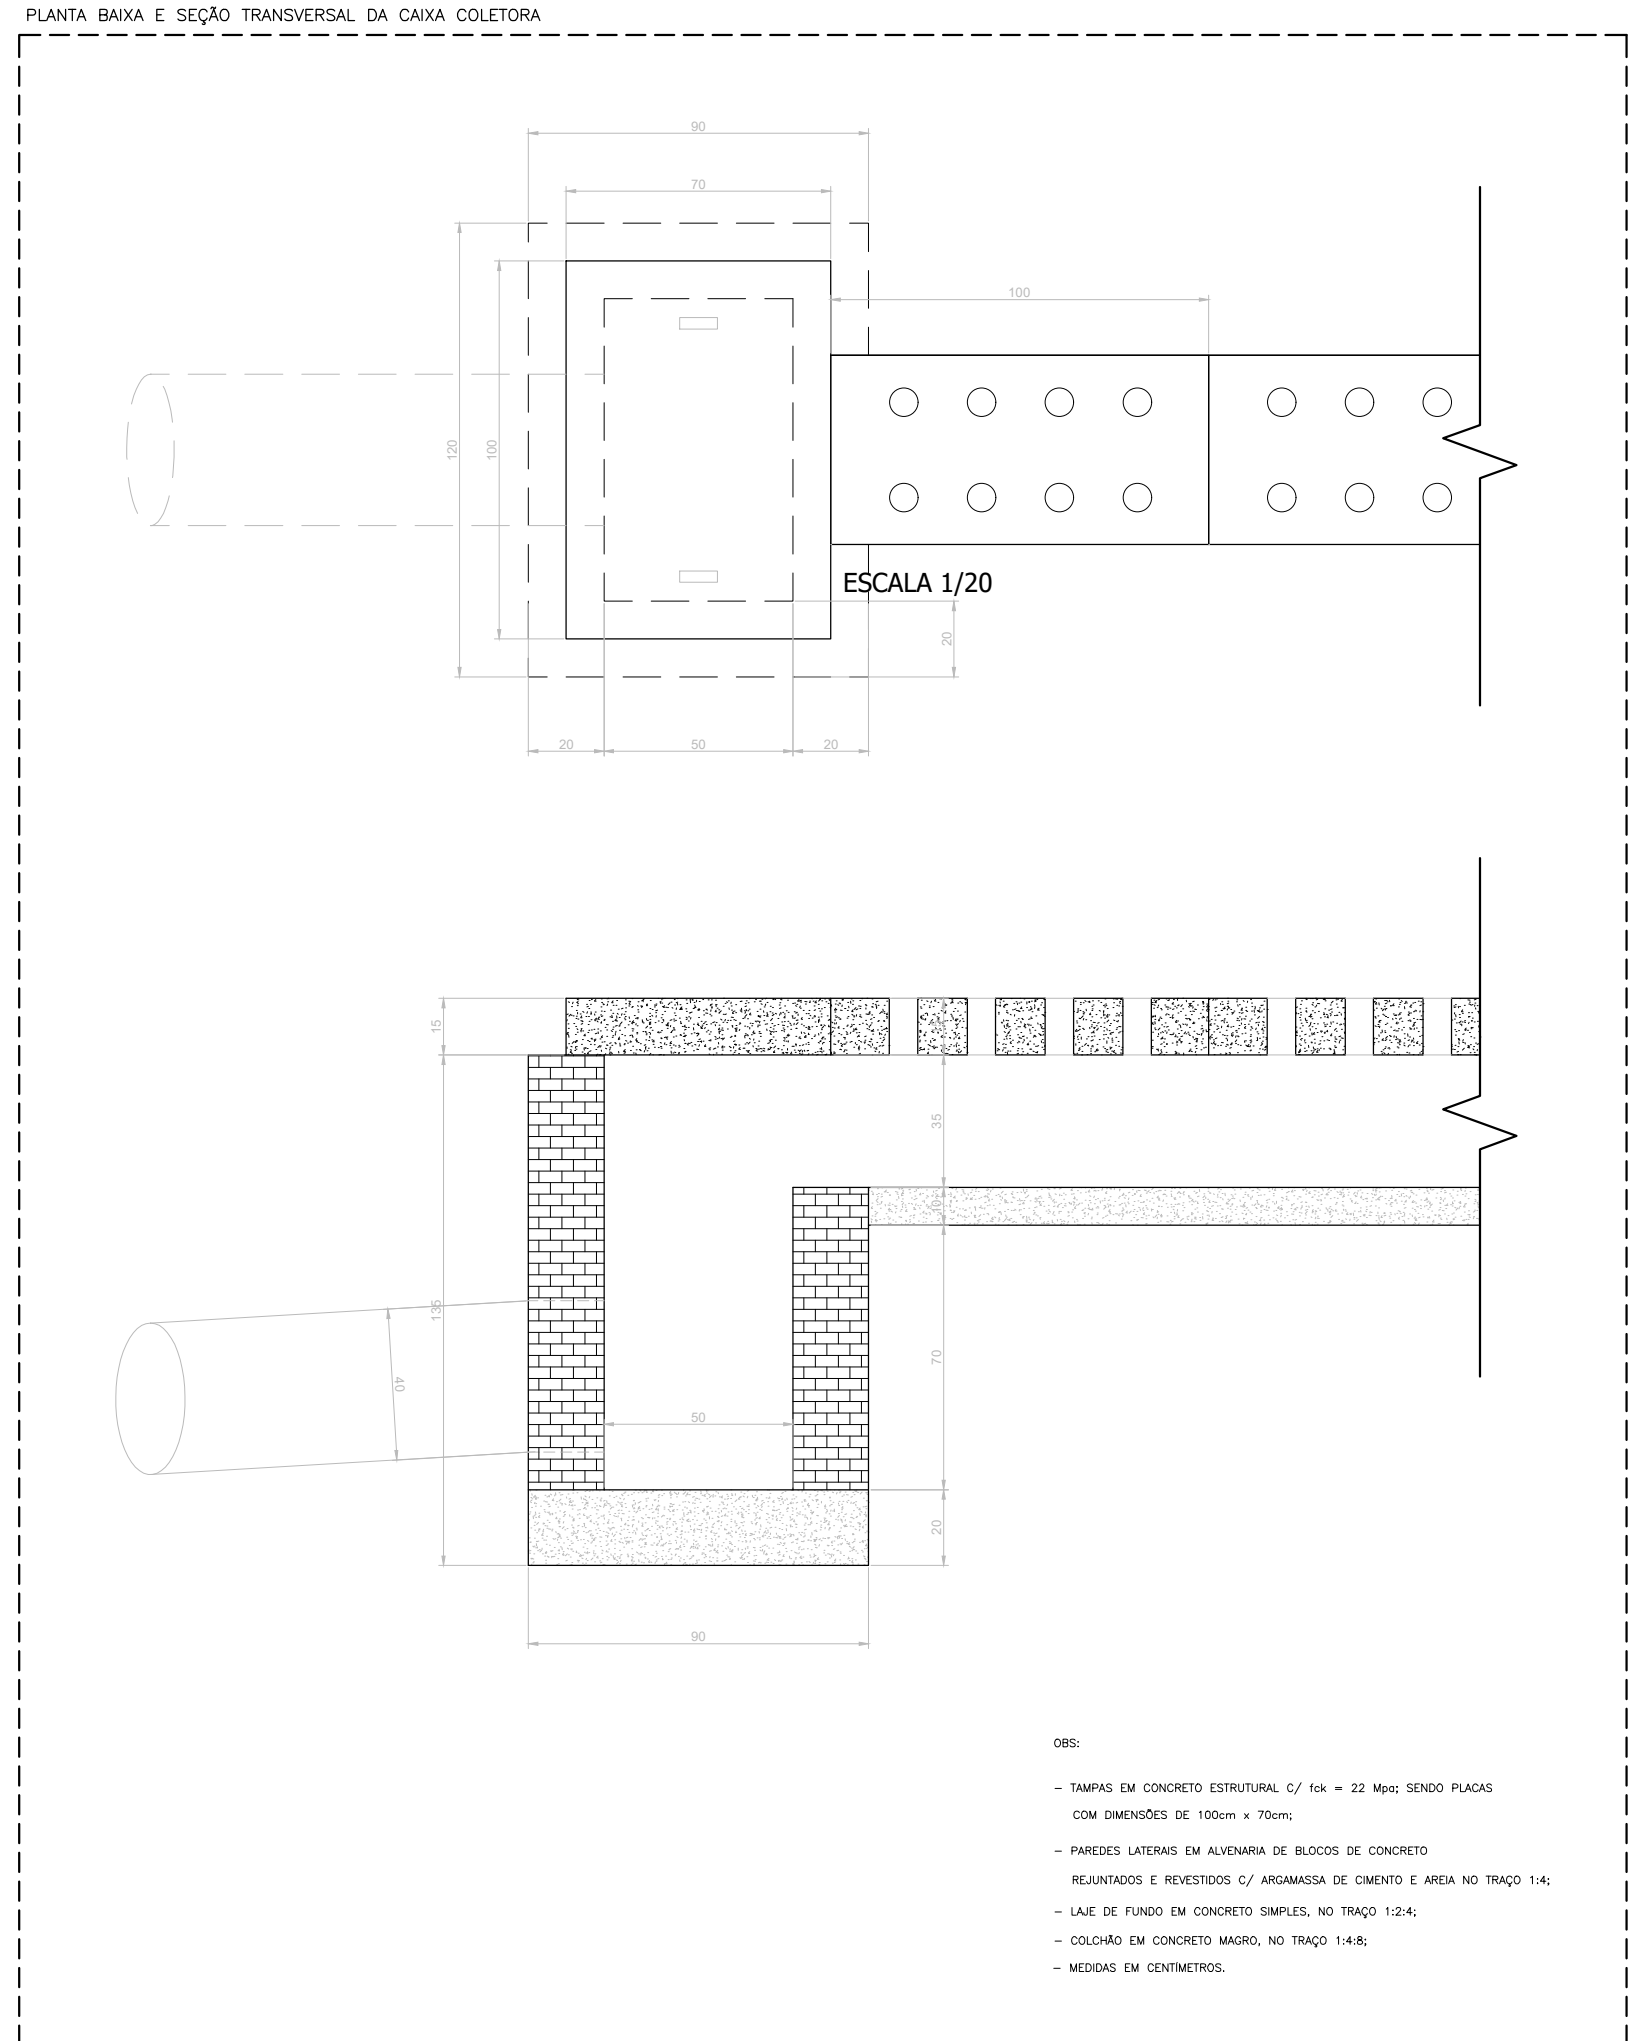 PLANTA BAIXA E SEÇÃO TRANSVERSAL DA CAIXA COLETORA
90
70
100
120
100
ESCALA 1/20
20
20
50
20
15
35
10
135
70
40
50
20
90
OBS:
– TAMPAS EM CONCRETO ESTRUTURAL C/ fck = 22 Mpa; SENDO PLACAS
COM DIMENSÕES DE 100cm x 70cm;
– PAREDES LATERAIS EM ALVENARIA DE BLOCOS DE CONCRETO
REJUNTADOS E REVESTIDOS C/ ARGAMASSA DE CIMENTO E AREIA NO TRAÇO 1:4;
– LAJE DE FUNDO EM CONCRETO SIMPLES, NO TRAÇO 1:2:4;
– COLCHÃO EM CONCRETO MAGRO, NO TRAÇO 1:4:8;
– MEDIDAS EM CENTÍMETROS.